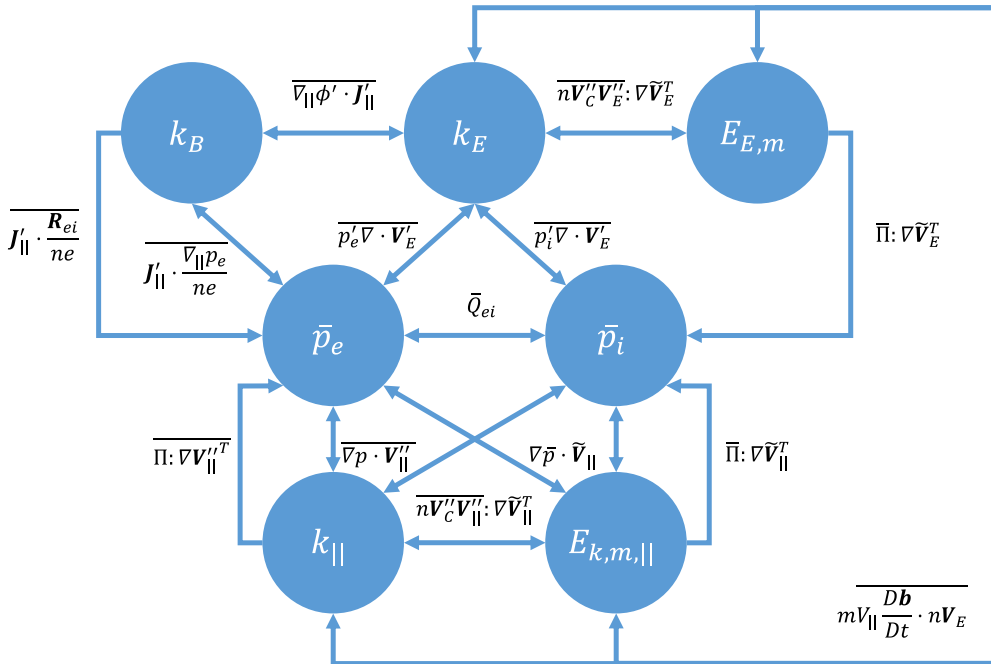 $\overline{\nabla_{||}\phi' \cdot \boldsymbol{J}'_{||}}$
$\overline{n\boldsymbol{V}''_C\boldsymbol{V}''_E}: \nabla\widetilde{\boldsymbol{V}}^T_E$
$k_B$
$k_E$
$E_{E,m}$
$\overline{\boldsymbol{J}'_{||} \cdot \frac{\boldsymbol{R}_{ei}}{ne}}$
$\overline{\boldsymbol{J}'_{||} \cdot \frac{\nabla_{||}p_e}{ne}}$
$\overline{p'_e\nabla \cdot \boldsymbol{V}'_E}$
$\overline{p'_i\nabla \cdot \boldsymbol{V}'_E}$
$\overline{\Pi}: \nabla\widetilde{\boldsymbol{V}}^T_E$
$\bar{p}_e$
$\bar{Q}_{ei}$
$\bar{p}_i$
$\overline{\Pi: \nabla\boldsymbol{V}''^T_{||}}$
$\overline{\nabla p \cdot \boldsymbol{V}''_{||}}$
$\nabla\bar{p} \cdot \widetilde{\boldsymbol{V}}_{||}$
$\overline{\Pi}: \nabla\widetilde{\boldsymbol{V}}^T_{||}$
$k_{||}$
$\overline{n\boldsymbol{V}''_C\boldsymbol{V}''_{||}}: \nabla\widetilde{\boldsymbol{V}}^T_{||}$
$E_{k,m,||}$
$\overline{mV_{||}\frac{D\boldsymbol{b}}{Dt} \cdot n\boldsymbol{V}_E}$